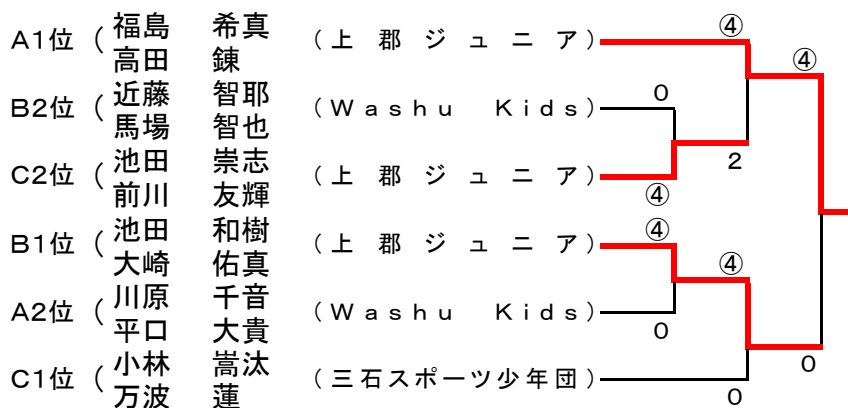 A1位 ( 福島 希真 (上郡ジュニア) ④ ④
高田 錬
B2位 ( 近藤 智耶 (Washu Kids) 0
馬場 智也
C2位 ( 池田 崇志 (上郡ジュニア) ④ 2
前川 友輝
B1位 ( 池田 和樹 (上郡ジュニア) ④ ④
大崎 佑真
A2位 ( 川原 千音 (Washu Kids) 0
平口 大貴
C1位 ( 小林 嵩汰 (三石スポーツ少年団) 0 0
万波 蓮